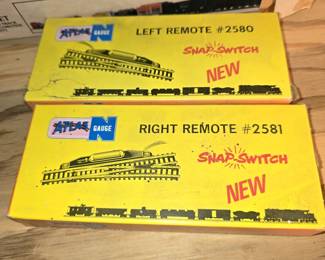 LEFT REMOTE #2580
ATLAS
N
GAUGE
SNAP-SWITCH
NEW
RIGHT REMOTE #2581
ATLAS
N
GAUGE
SNAP-SWITCH
NEW